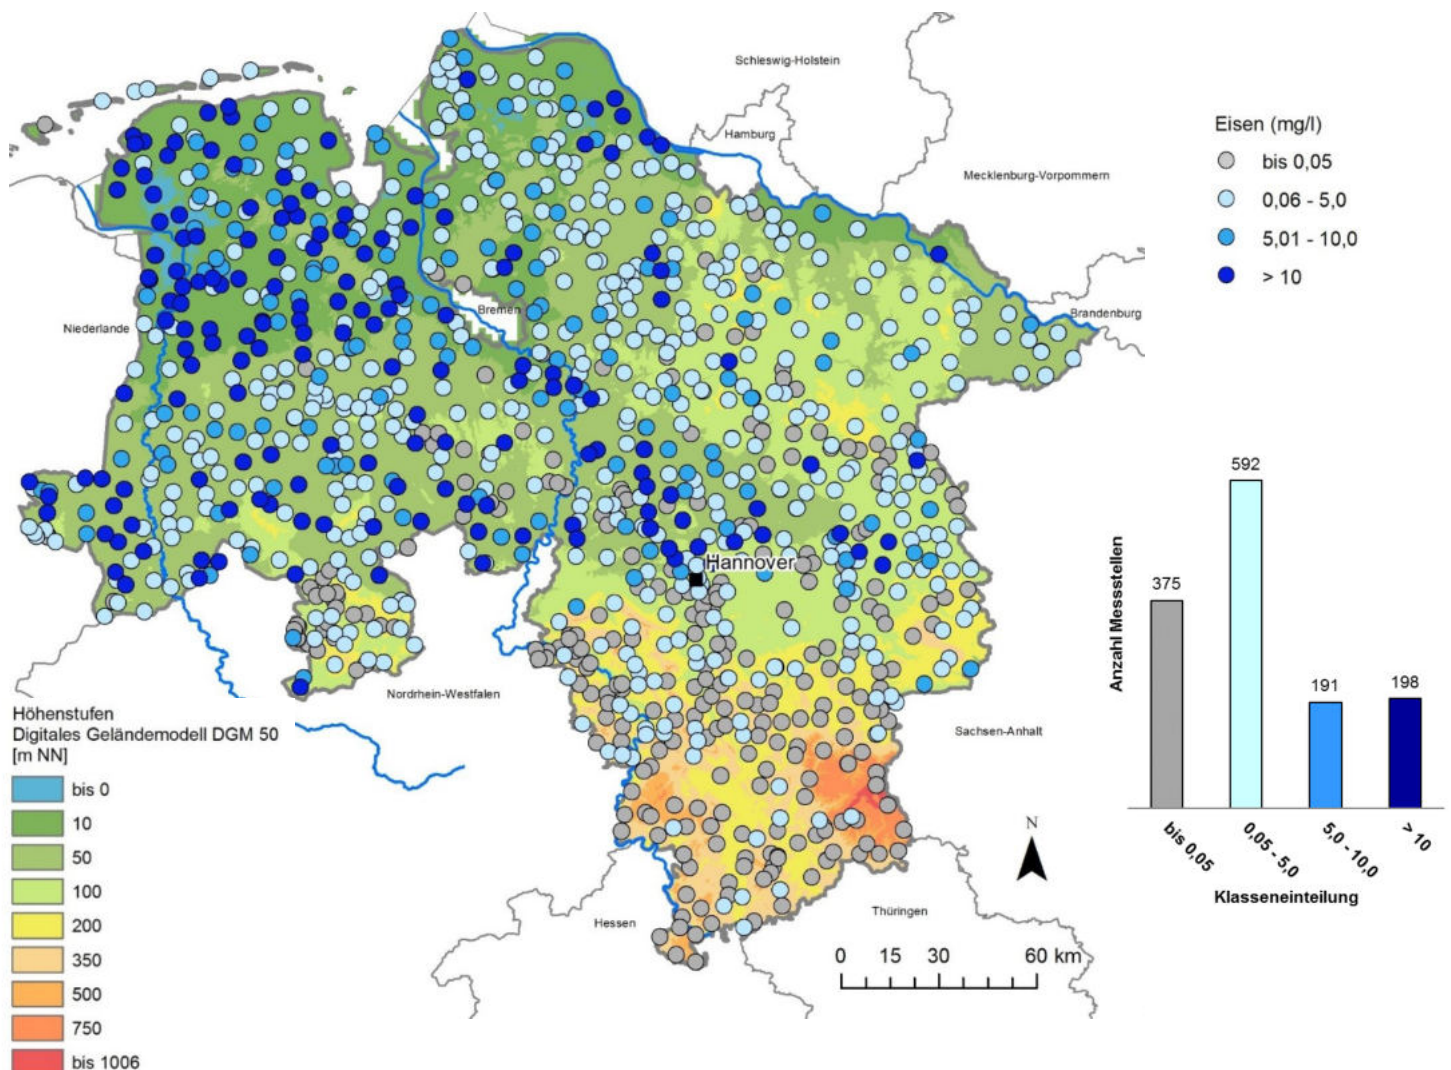 Schleswig-Holstein
Hamburg
Mecklenburg-Vorpommern
Brandenburg
Niederlande
Bremen
Hannover
Nordrhein-Westfalen
Sachsen-Anhalt
Hessen
Thüringen
Eisen (mg/l)
bis 0,05
0,06 - 5,0
5,01 - 10,0
> 10
Anzahl Messstellen
375
592
191
198
bis 0,05
0,05 - 5,0
5,0 - 10,0
> 10
Klasseneinteilung
Höhenstufen
Digitales Geländemodell DGM 50
[m NN]
bis 0
10
50
100
200
350
500
750
bis 1006
N
0 15 30 60 km